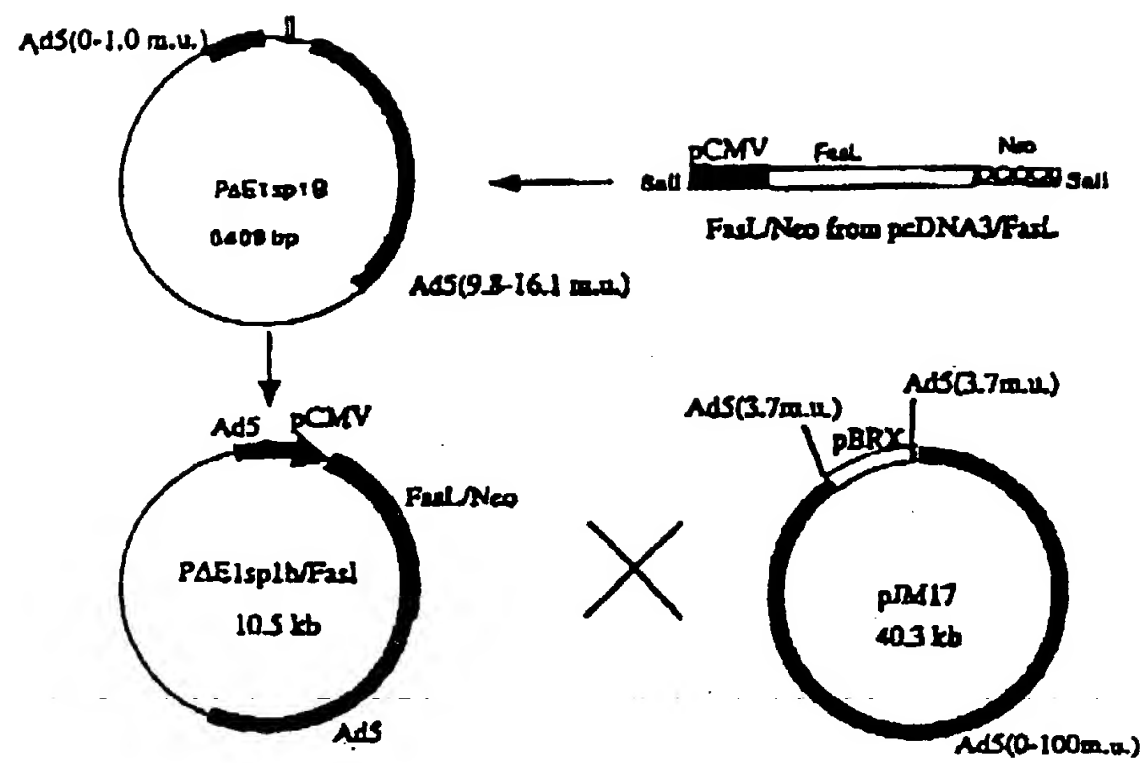 Ad5(0-1.0 m.u.)
pCMV
FasL
Neo
SalI
SalI
PΔE1sp1B
6409 bp
FasL/Neo from pcDNA3/FasL
Ad5(9.8-16.1 m.u.)
Ad5(3.7m.u.)
Ad5(3.7m.u.)
Ad5
pCMV
pBRX
FasL/Neo
PΔE1sp1b/Fasl
10.5 kb
pJM17
40.3 kb
Ad5
Ad5(0-100m.u.)